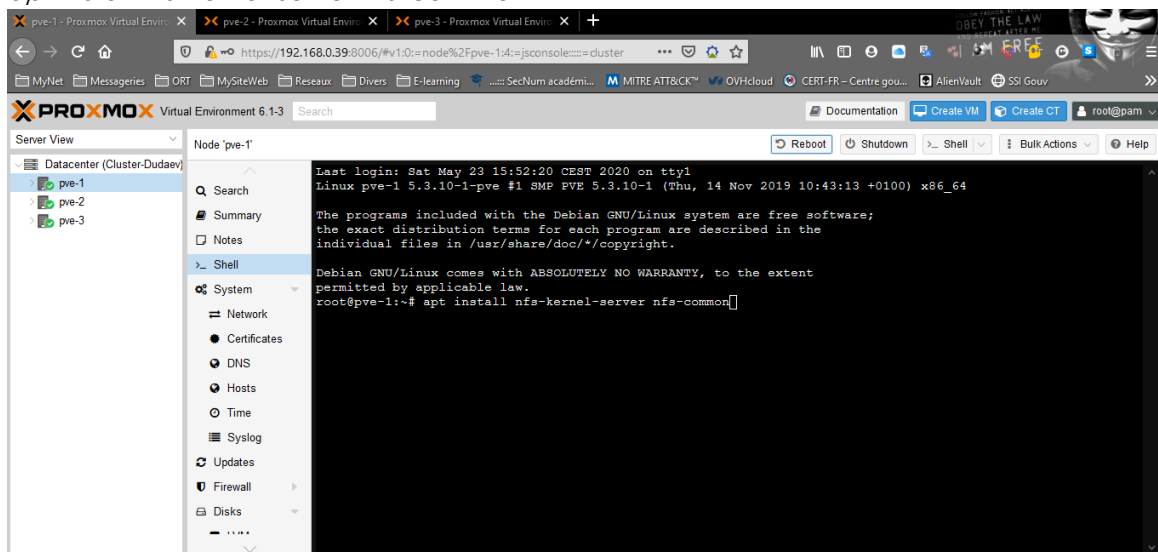 pve-1 - Proxmox Virtual Enviro
pve-2 - Proxmox Virtual Enviro
pve-3 - Proxmox Virtual Enviro
OBEY THE LAW
https://192.168.0.39:8006/#v1:0:=node%2Fpve-1:4:=jsconsole:::::=cluster
MyNet
Messageries
ORT
MySiteWeb
Reseaux
Divers
E-learning
...::: SecNum académi...
MITRE ATT&CK™
OVHcloud
CERT-FR – Centre gou...
AlienVault
SSI Gouv
PROXMOX Virtual Environment 6.1-3
Search
Documentation
Create VM
Create CT
root@pam
Server View
Node 'pve-1'
Reboot
Shutdown
Shell
Bulk Actions
Help
Datacenter (Cluster-Dudaev)
pve-1
pve-2
pve-3
Search
Summary
Notes
Shell
System
Network
Certificates
DNS
Hosts
Time
Syslog
Updates
Firewall
Disks
Last login: Sat May 23 15:52:20 CEST 2020 on tty1
Linux pve-1 5.3.10-1-pve #1 SMP PVE 5.3.10-1 (Thu, 14 Nov 2019 10:43:13 +0100) x86_64
The programs included with the Debian GNU/Linux system are free software;
the exact distribution terms for each program are described in the
individual files in /usr/share/doc/*/copyright.
Debian GNU/Linux comes with ABSOLUTELY NO WARRANTY, to the extent
permitted by applicable law.
root@pve-1:~# apt install nfs-kernel-server nfs-common